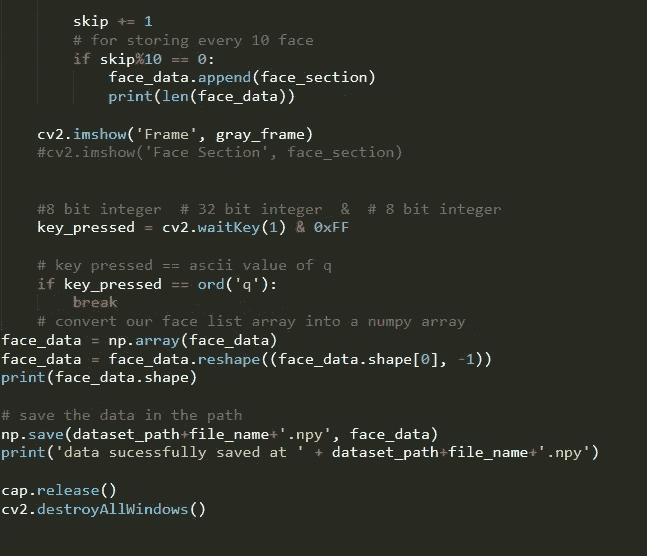 skip += 1
# for storing every 10 face
if skip%10 == 0:
face_data.append(face_section)
print(len(face_data))
cv2.imshow('Frame', gray_frame)
#cv2.imshow('Face Section', face_section)
#8 bit integer  # 32 bit integer  &  # 8 bit integer
key_pressed = cv2.waitKey(1) & 0xFF
# key pressed == ascii value of q
if key_pressed == ord('q'):
break
# convert our face list array into a numpy array
face_data = np.array(face_data)
face_data = face_data.reshape((face_data.shape[0], -1))
print(face_data.shape)
# save the data in the path
np.save(dataset_path+file_name+'.npy', face_data)
print('data sucessfully saved at ' + dataset_path+file_name+'.npy')
cap.release()
cv2.destroyAllWindows()